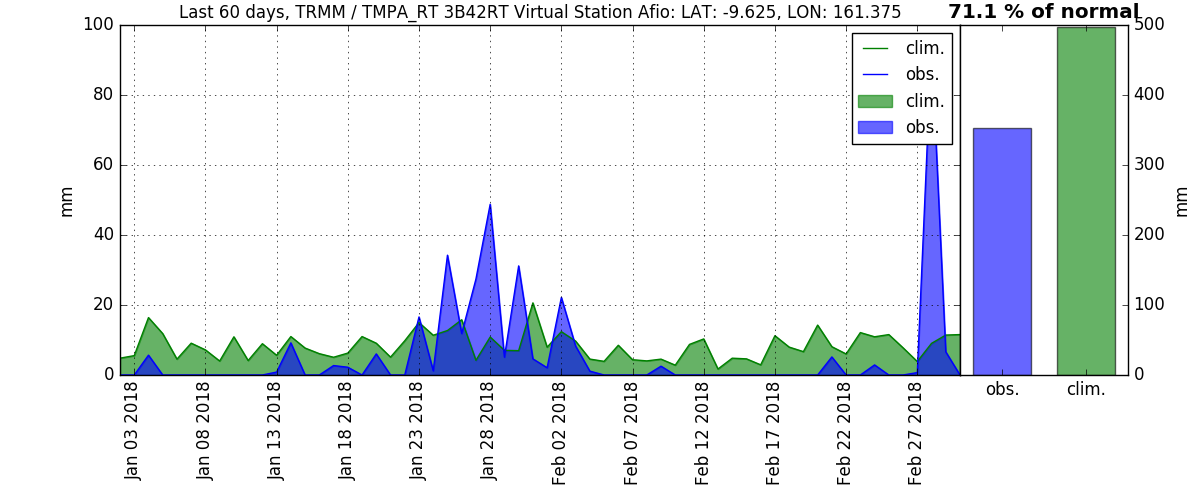 Last 60 days, TRMM / TMPA_RT 3B42RT Virtual Station Afio: LAT: -9.625, LON: 161.375
71.1 % of normal
100
80
60
40
20
0
mm
clim.
obs.
clim.
obs.
500
400
300
200
100
0
mm
Jan 03 2018
Jan 08 2018
Jan 13 2018
Jan 18 2018
Jan 23 2018
Jan 28 2018
Feb 02 2018
Feb 07 2018
Feb 12 2018
Feb 17 2018
Feb 22 2018
Feb 27 2018
obs.
clim.